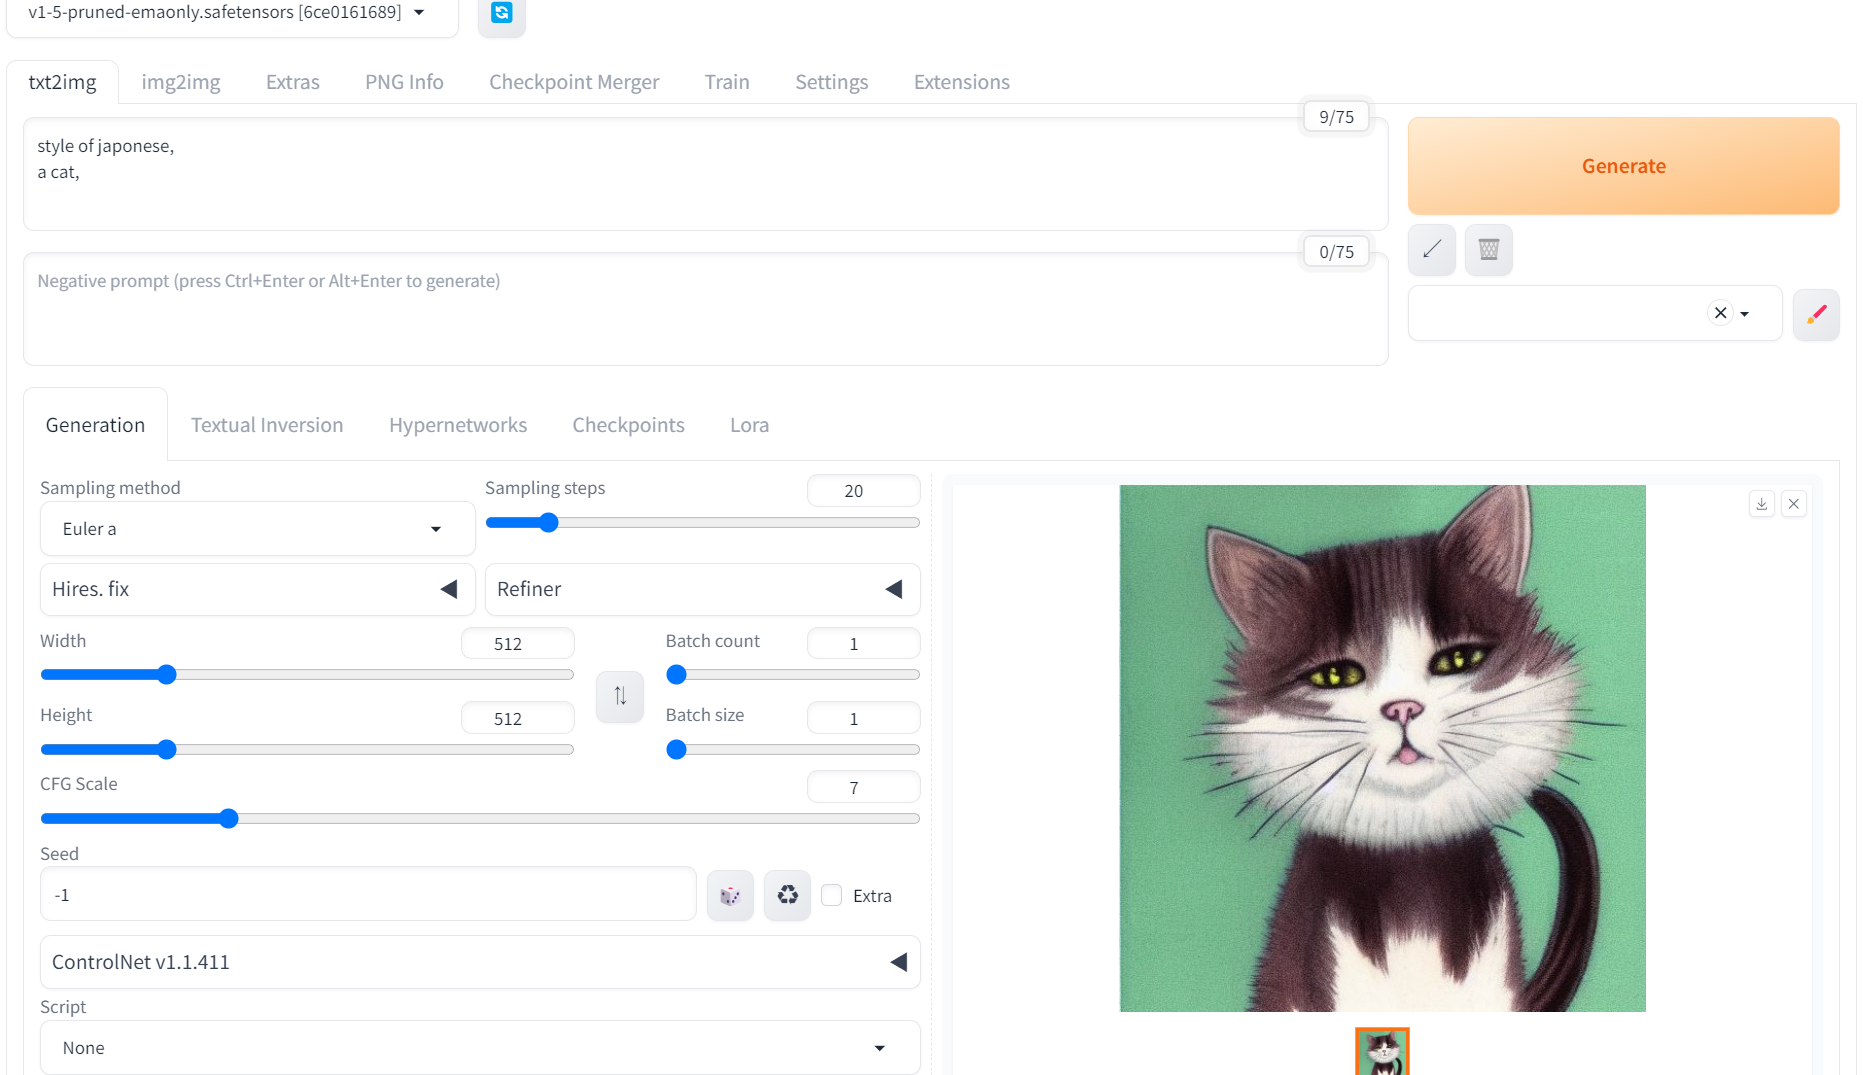 v1-5-pruned-emaonly.safetensors [6ce0161689]
txt2img img2img Extras PNG Info Checkpoint Merger Train Settings Extensions
9/75
style of japonese,
a cat,
Generate
0/75
Negative prompt (press Ctrl+Enter or Alt+Enter to generate)
Generation Textual Inversion Hypernetworks Checkpoints Lora
Sampling method
Euler a
Sampling steps 20
Hires. fix
Refiner
Width 512
Batch count 1
Height 512
Batch size 1
CFG Scale 7
Seed
-1
Extra
ControlNet v1.1.411
Script
None